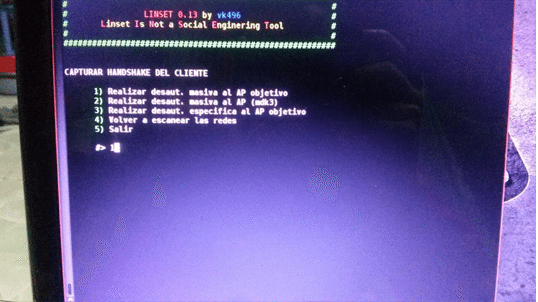 #                                                         #
#                 LINSET 0.13 by vk496                    #
#        Linset Is Not a Social Enginering Tool           #
#                                                         #
###########################################################
CAPTURAR HANDSHAKE DEL CLIENTE
1) Realizar desaut. masiva al AP objetivo
2) Realizar desaut. masiva al AP (mdk3)
3) Realizar desaut. especifica al AP objetivo
4) Volver a escanear las redes
5) Salir
#> 1